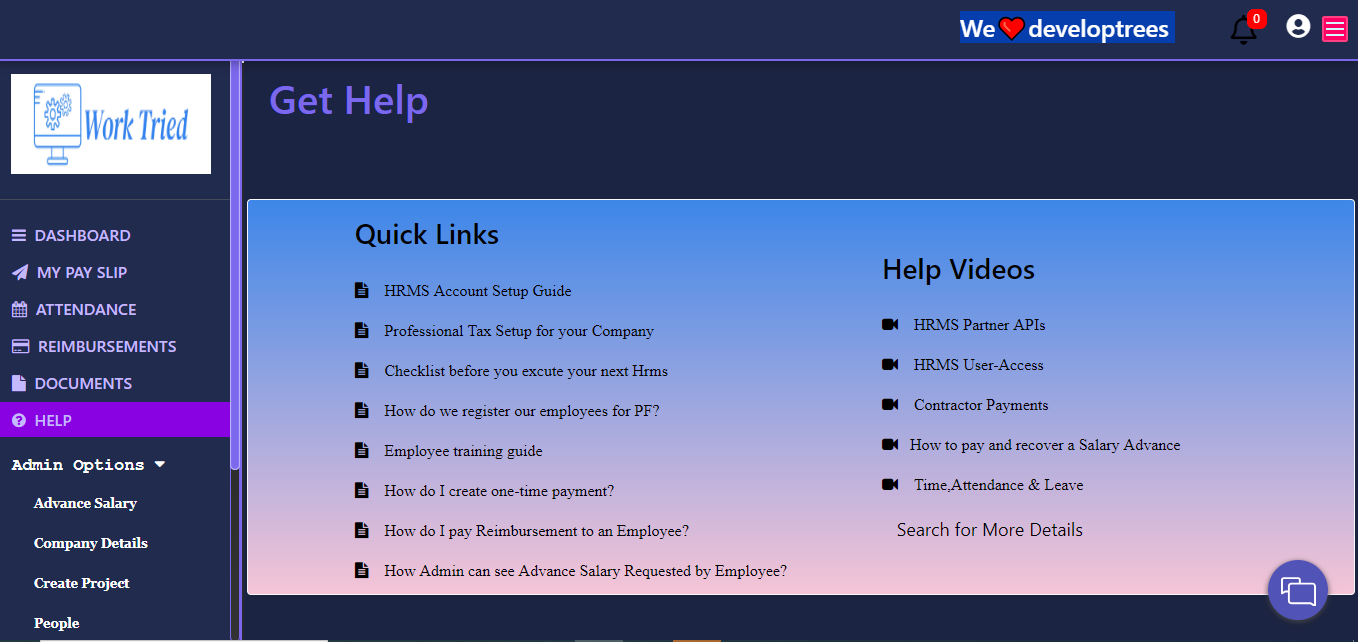 We ❤ developtrees
0
Work Tried
DASHBOARD
MY PAY SLIP
ATTENDANCE
REIMBURSEMENTS
DOCUMENTS
HELP
Admin Options
Advance Salary
Company Details
Create Project
People
Get Help
Quick Links
HRMS Account Setup Guide
Professional Tax Setup for your Company
Checklist before you excute your next Hrms
How do we register our employees for PF?
Employee training guide
How do I create one-time payment?
How do I pay Reimbursement to an Employee?
How Admin can see Advance Salary Requested by Employee?
Help Videos
HRMS Partner APIs
HRMS User-Access
Contractor Payments
How to pay and recover a Salary Advance
Time,Attendance & Leave
Search for More Details